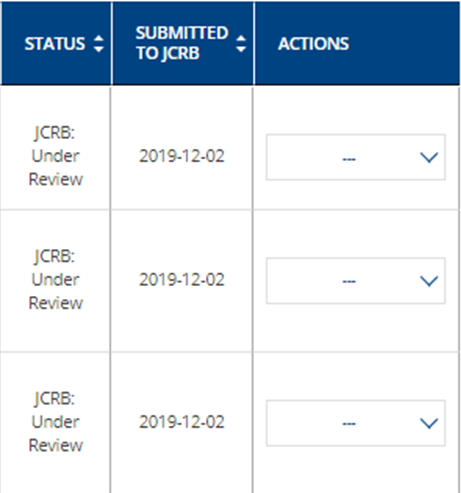 STATUS
SUBMITTED
TO JCRB
ACTIONS
JCRB:
Under
Review
2019-12-02
---
JCRB:
Under
Review
2019-12-02
---
JCRB:
Under
Review
2019-12-02
---